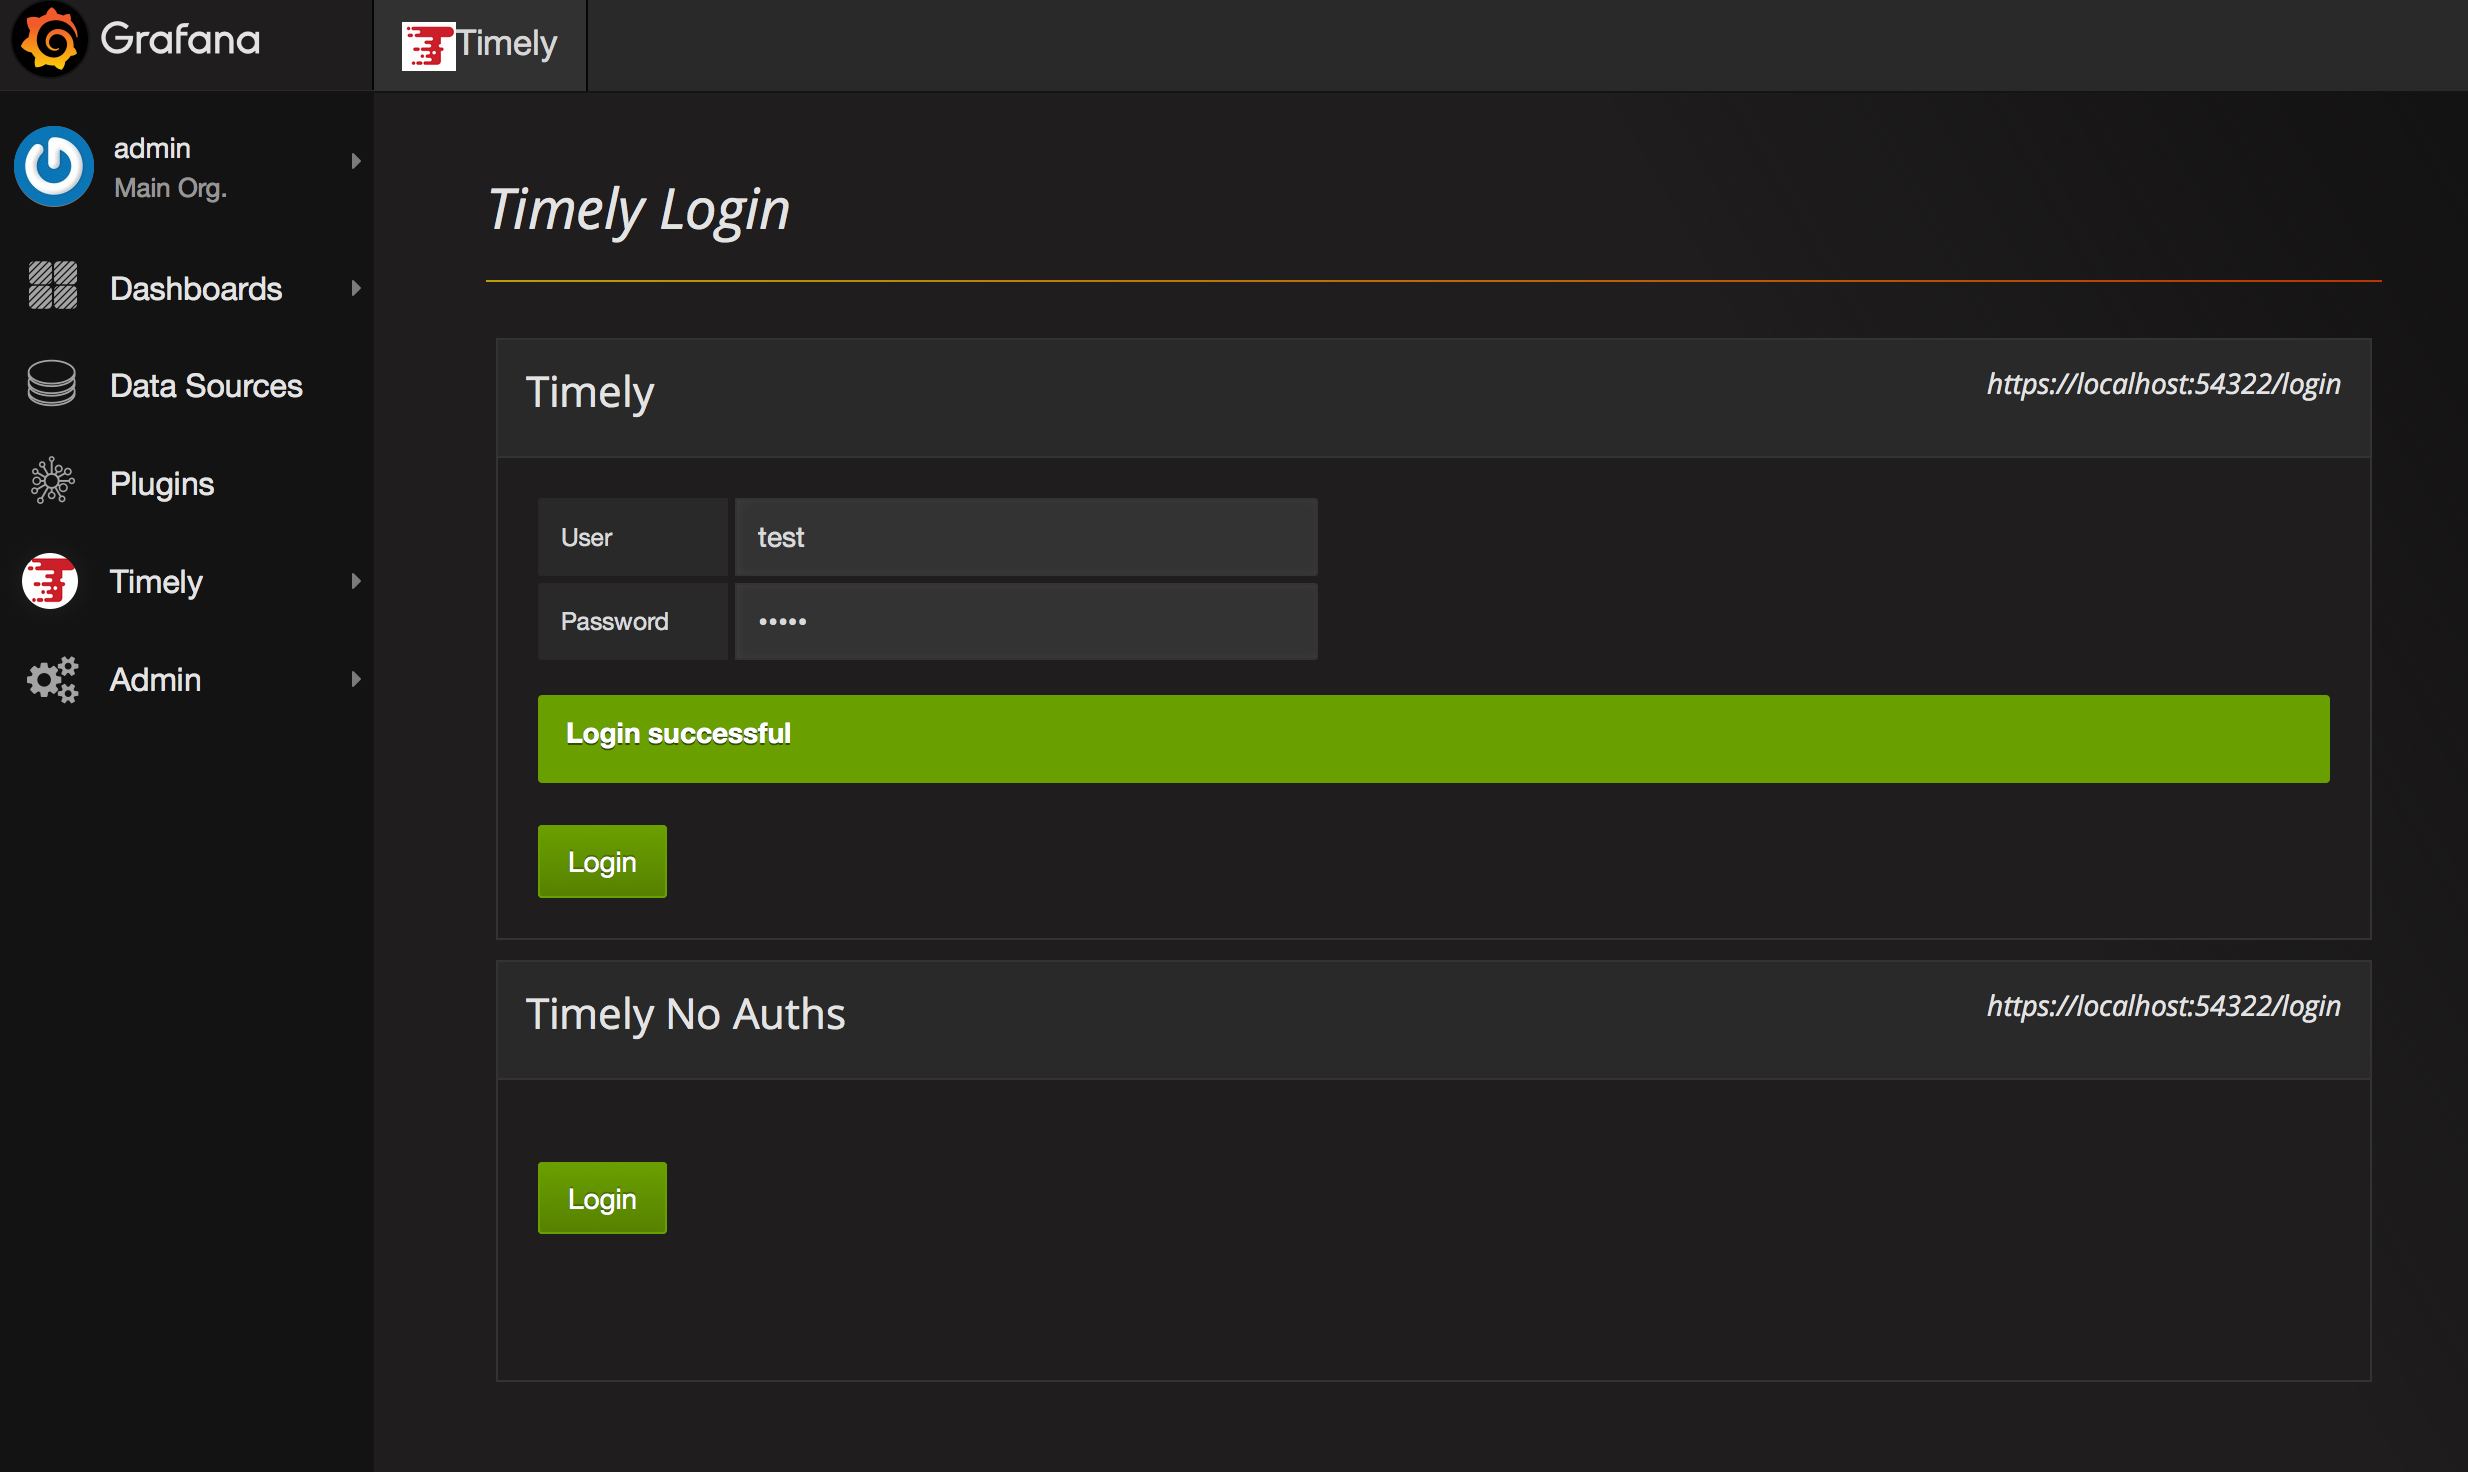 Grafana
Timely
admin
Main Org.
Dashboards
Data Sources
Plugins
Timely
Admin
Timely Login
Timely
https://localhost:54322/login
User
test
Password
•••••
Login successful
Login
Timely No Auths
https://localhost:54322/login
Login